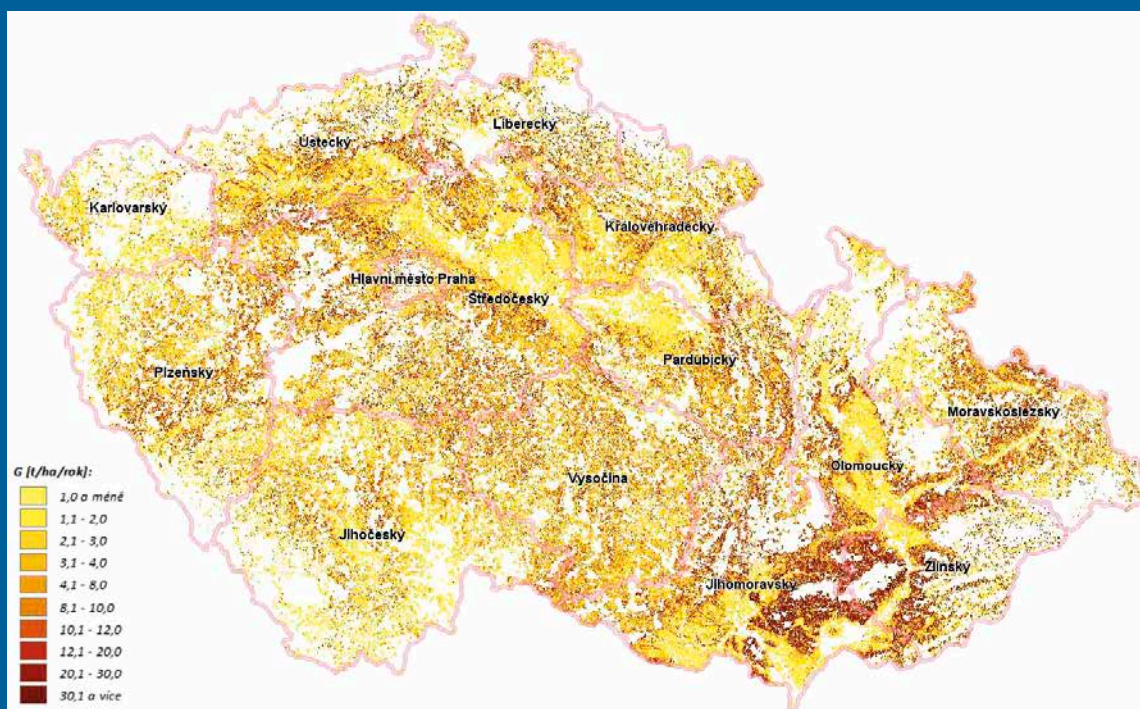 Liberecký
Ústecký
Karlovarský
Královéhradecký
Hlavní město Praha
Středočeský
Pardubický
Plzeňský
Moravskoslezský
Olomoucký
Vysočina
Jihočeský
Zlínský
Jihomoravský
G [t/ha/rok]:
1,0 a méně
1,1 - 2,0
2,1 - 3,0
3,1 - 4,0
4,1 - 8,0
8,1 - 10,0
10,1 - 12,0
12,1 - 20,0
20,1 - 30,0
30,1 a více